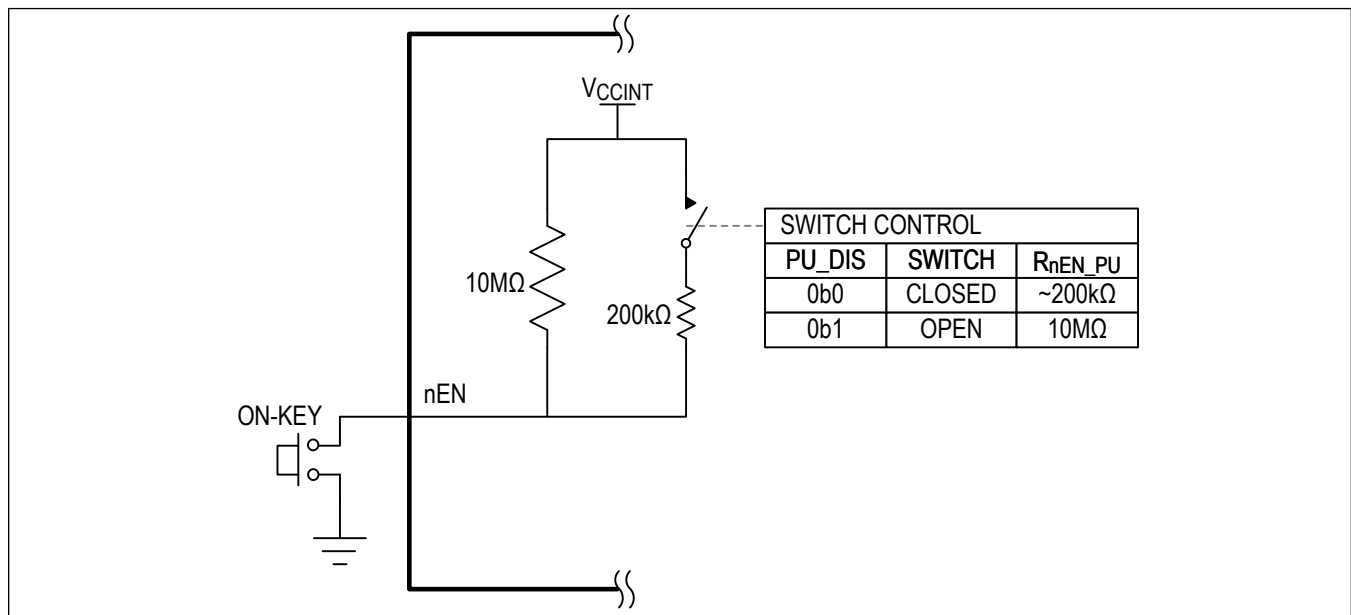 VCCINT
SWITCH CONTROL
PU_DIS SWITCH RnEN_PU
0b0 CLOSED ~200kΩ
0b1 OPEN 10MΩ
10MΩ
200kΩ
nEN
ON-KEY